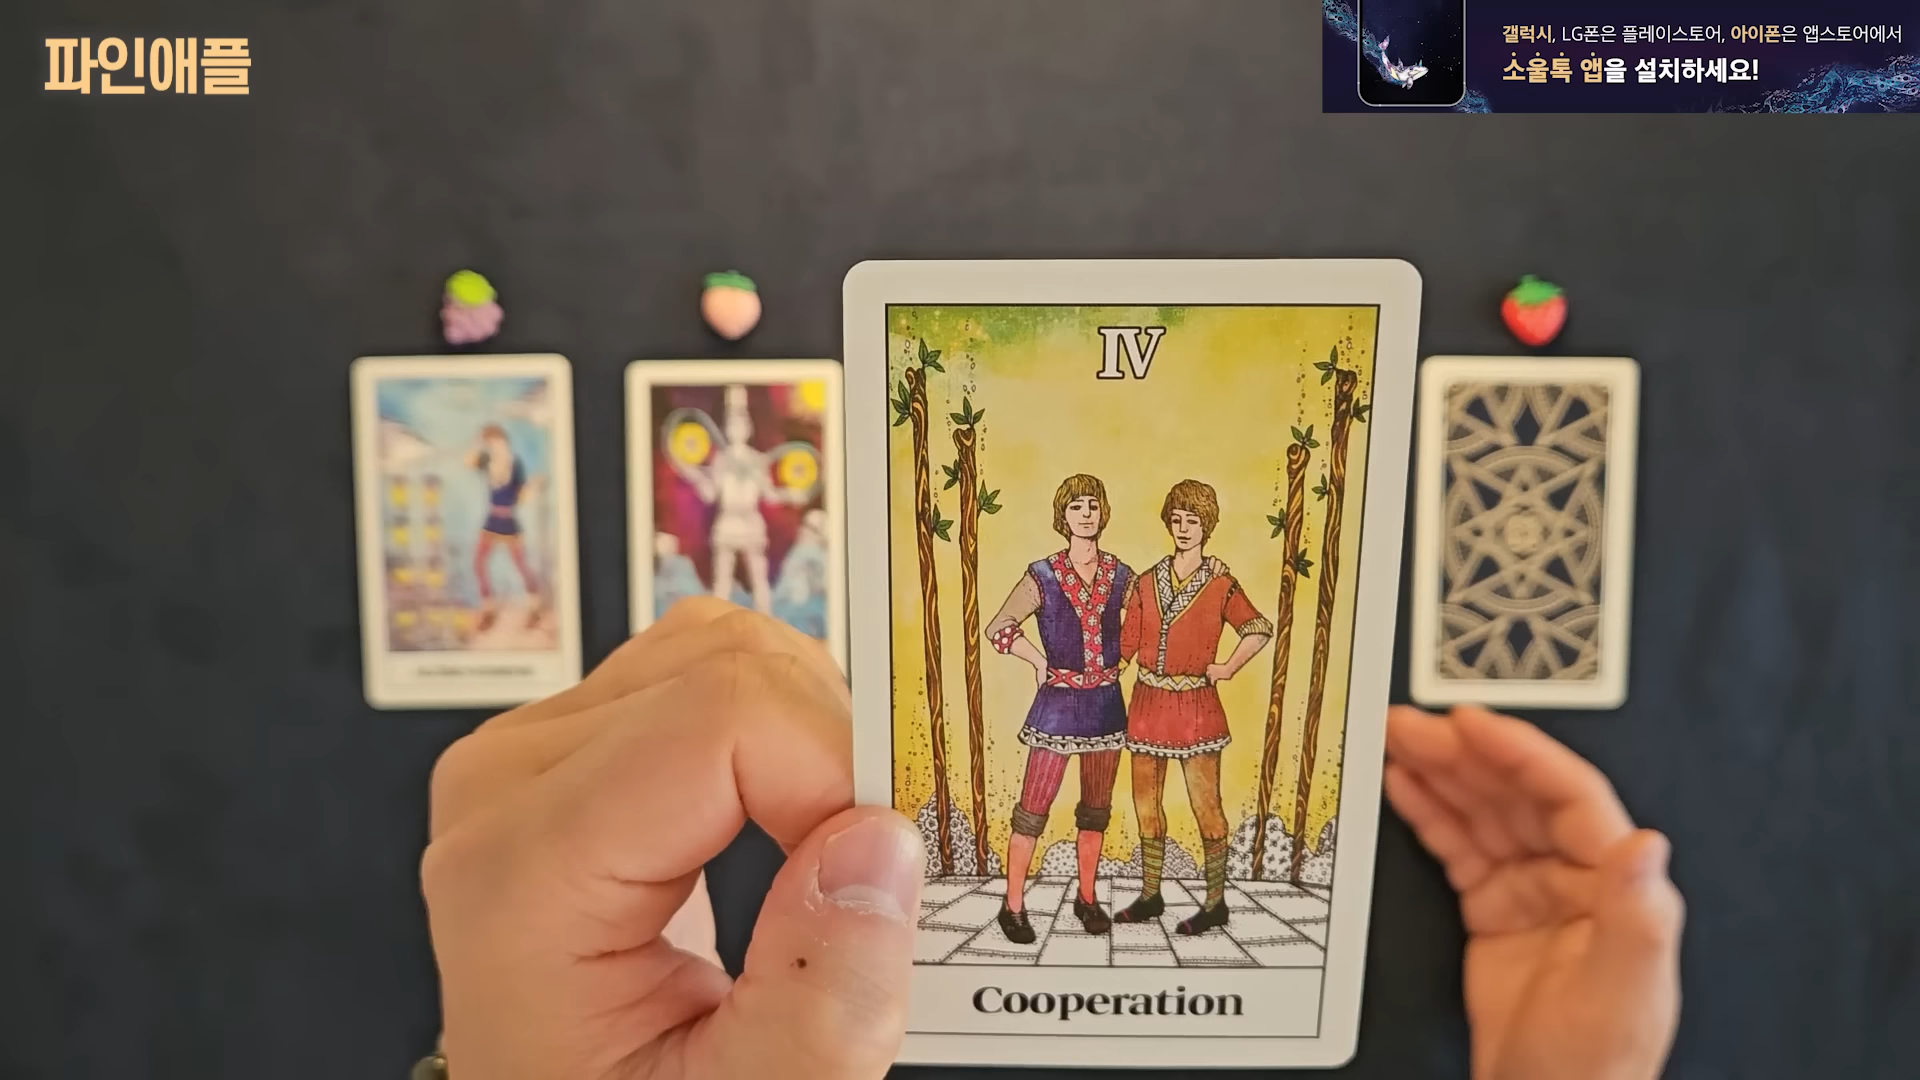 파인애플
갤럭시, LG폰은 플레이스토어, 아이폰은 앱스토어에서
소울톡 앱을 설치하세요!
IV
Cooperation